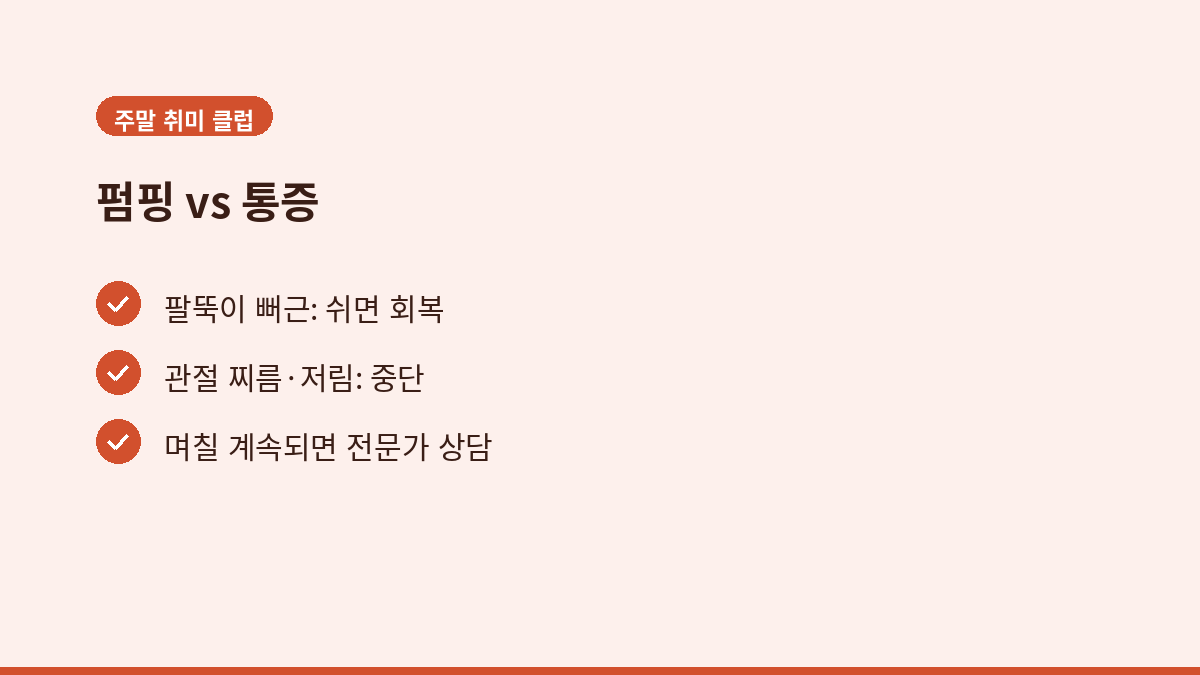 주말 취미 클럽
펌핑 vs 통증
팔뚝이 뻐근: 쉬면 회복
관절 찌름·저림: 중단
며칠 계속되면 전문가 상담